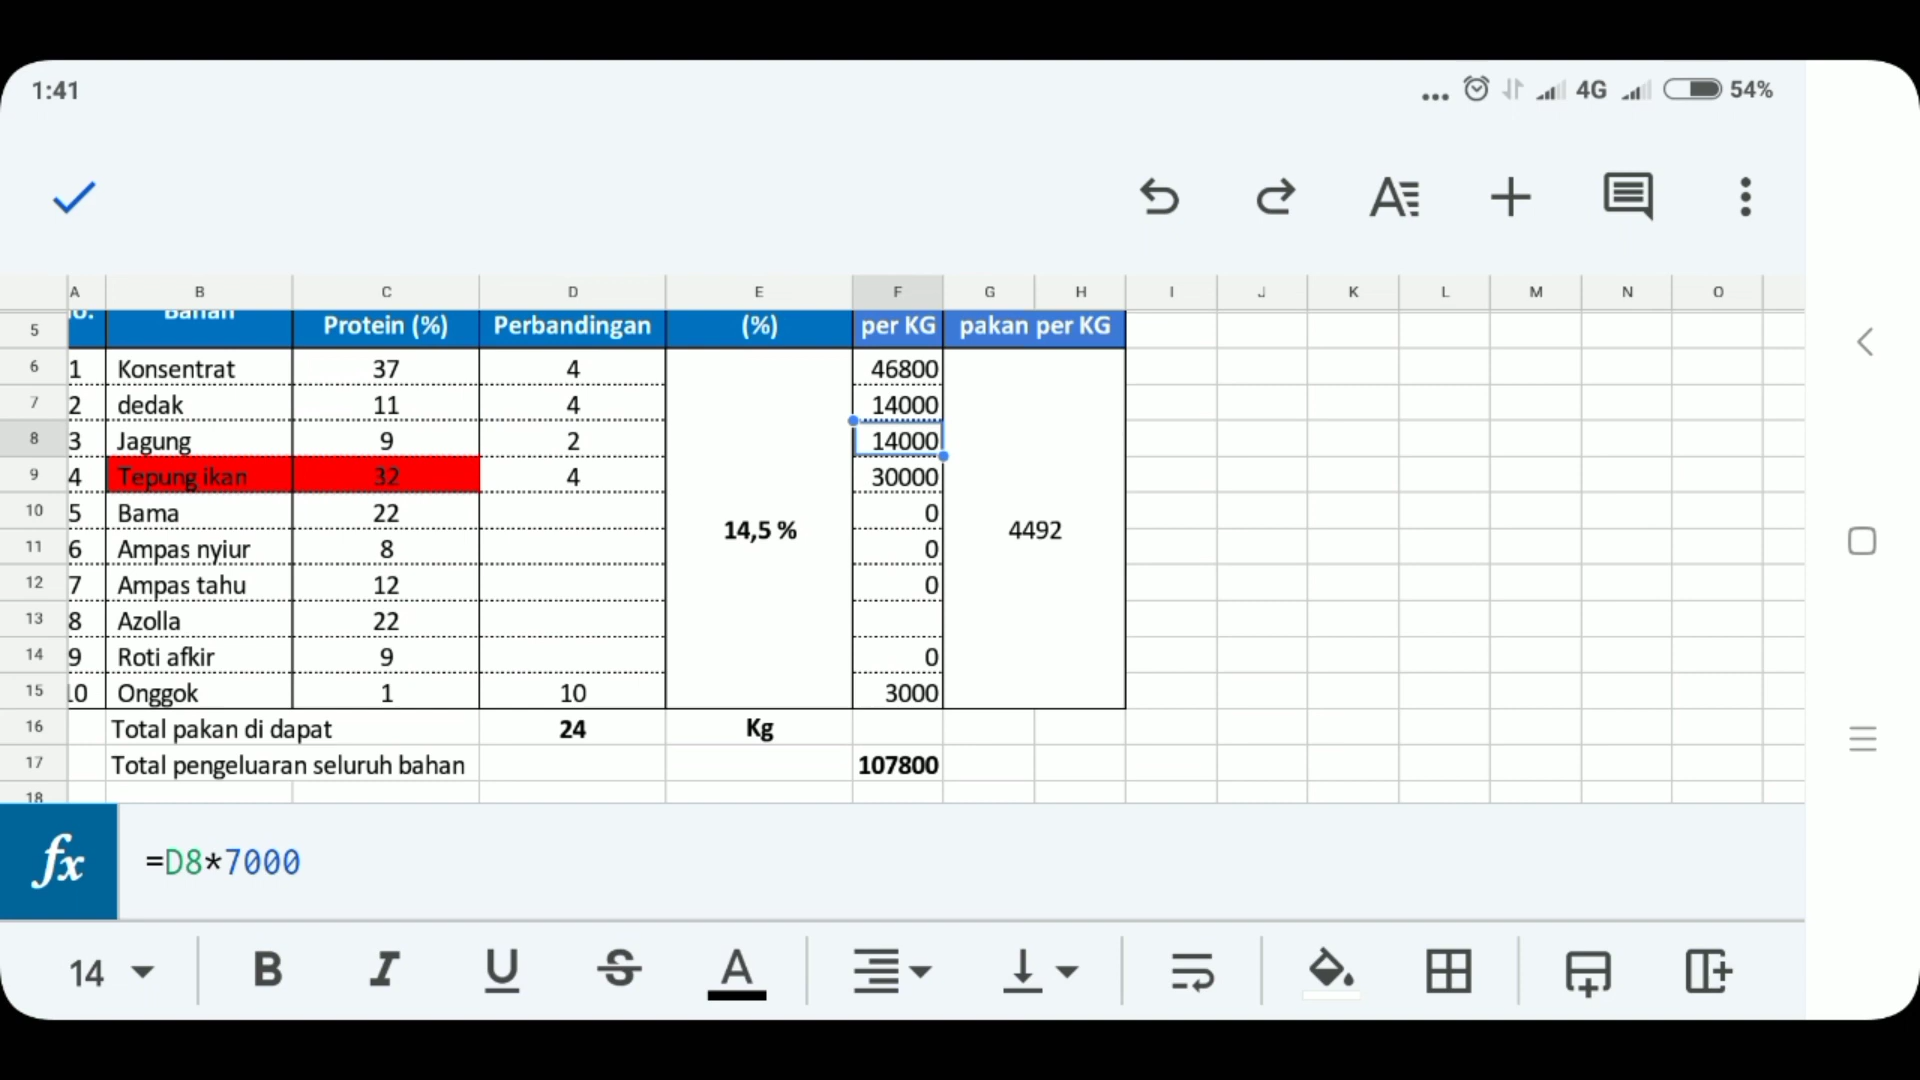 1:41 ... 4G 54%
A B C D E F G H I J K L M N O
5 o. Bahan Protein (%) Perbandingan (%) per KG pakan per KG
6 1 Konsentrat 37 4 46800
7 2 dedak 11 4 14000
8 3 Jagung 9 2 14000
9 4 Tepung ikan 32 4 30000
10 5 Bama 22 0
11 6 Ampas nyiur 8 14,5 % 0 4492
12 7 Ampas tahu 12 0
13 8 Azolla 22
14 9 Roti afkir 9 0
15 10 Onggok 1 10 3000
16 Total pakan di dapat 24 Kg
17 Total pengeluaran seluruh bahan 107800
18
fx =D8*7000
14 B I U S A